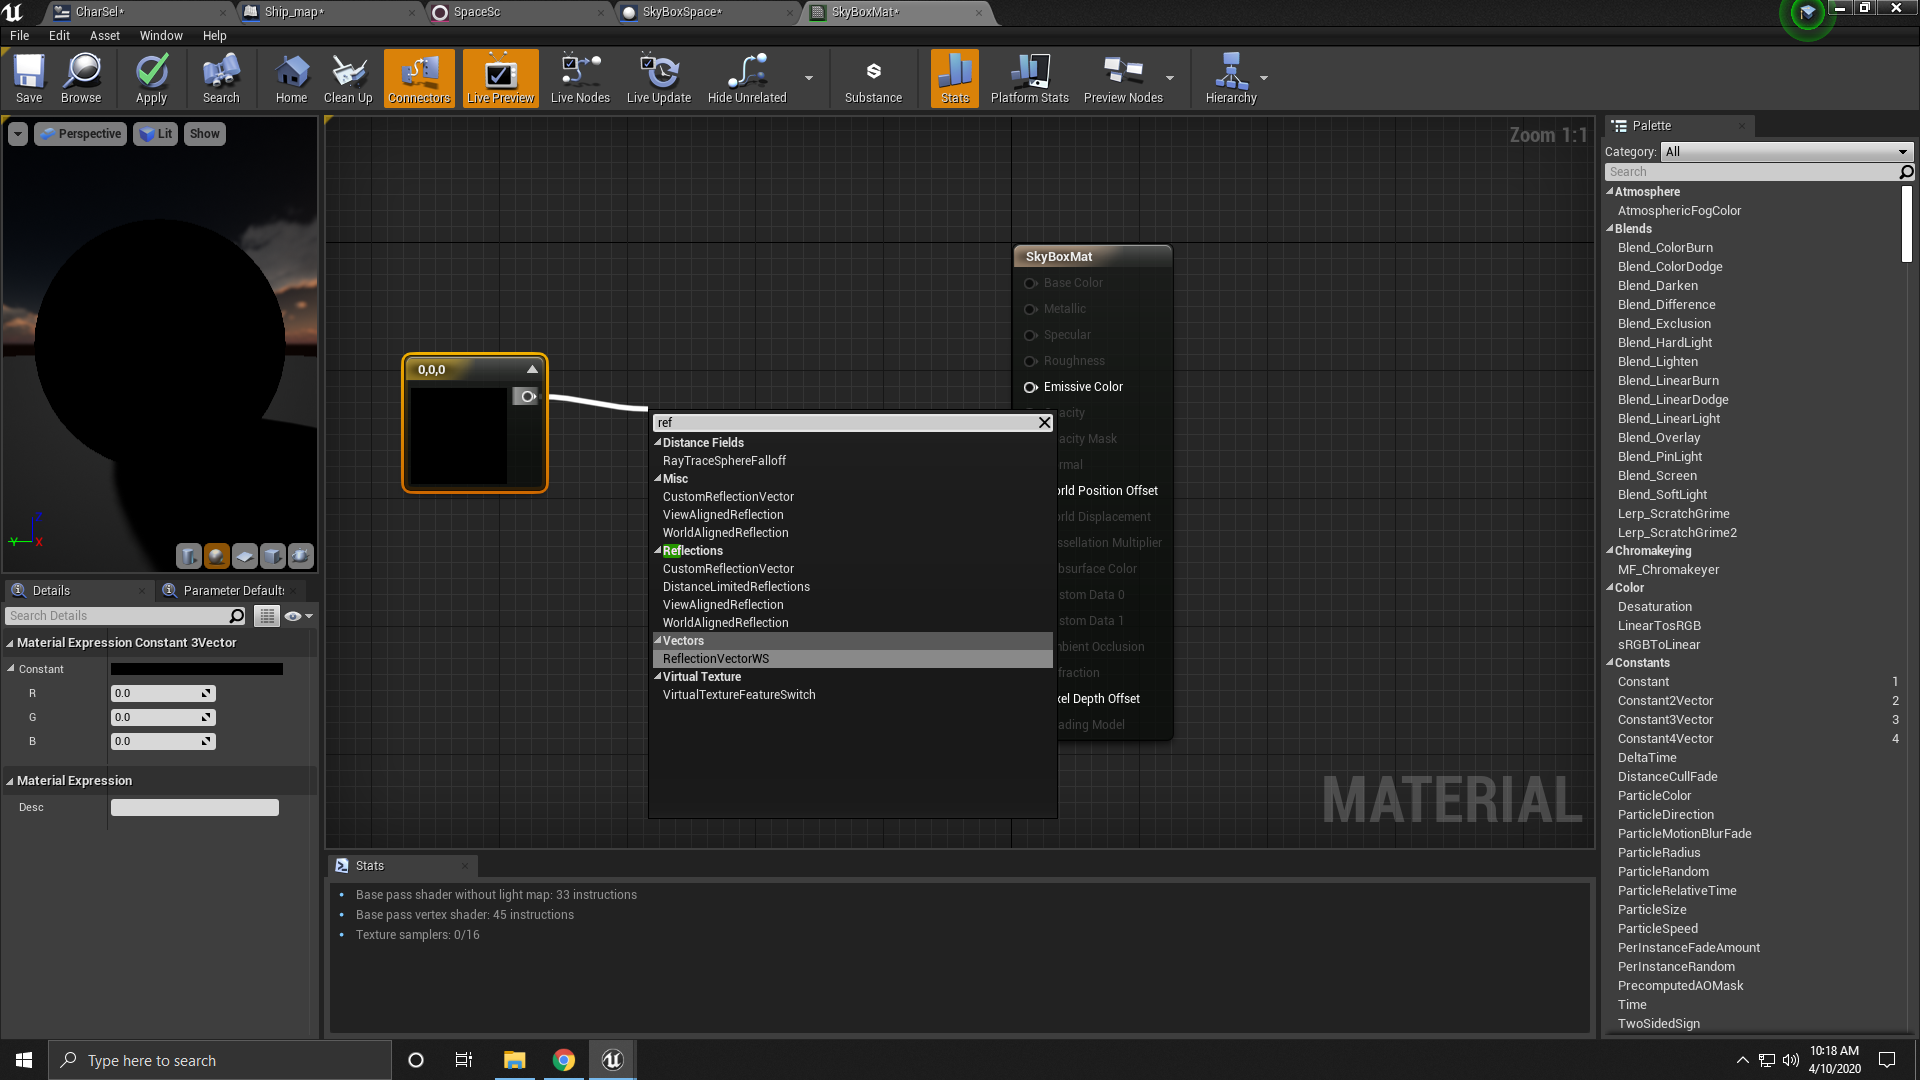 CharSel*
Ship_map*
SpaceSc
SkyBoxSpace*
SkyBoxMat*
File Edit Asset Window Help
Save
Browse
Apply
Search
Home
Clean Up
Connectors
Live Preview
Live Nodes
Live Update
Hide Unrelated
Substance
Stats
Platform Stats
Preview Nodes
Hierarchy
Perspective
Lit
Show
Z
Y
X
Zoom 1:1
0,0,0
SkyBoxMat
Base Color
Metallic
Specular
Roughness
Emissive Color
acity
acity Mask
rmal
orld Position Offset
orld Displacement
ssellation Multiplier
bsurface Color
stom Data 0
stom Data 1
mbient Occlusion
fraction
xel Depth Offset
ading Model
ref
Distance Fields
RayTraceSphereFalloff
Misc
CustomReflectionVector
ViewAlignedReflection
WorldAlignedReflection
Reflections
CustomReflectionVector
DistanceLimitedReflections
ViewAlignedReflection
WorldAlignedReflection
Vectors
ReflectionVectorWS
Virtual Texture
VirtualTextureFeatureSwitch
MATERIAL
Details
Parameter Defaults
Search Details
Material Expression Constant 3Vector
Constant
R 0.0
G 0.0
B 0.0
Material Expression
Desc
Stats
Base pass shader without light map: 33 instructions
Base pass vertex shader: 45 instructions
Texture samplers: 0/16
Palette
Category: All
Search
Atmosphere
AtmosphericFogColor
Blends
Blend_ColorBurn
Blend_ColorDodge
Blend_Darken
Blend_Difference
Blend_Exclusion
Blend_HardLight
Blend_Lighten
Blend_LinearBurn
Blend_LinearDodge
Blend_LinearLight
Blend_Overlay
Blend_PinLight
Blend_Screen
Blend_SoftLight
Lerp_ScratchGrime
Lerp_ScratchGrime2
Chromakeying
MF_Chromakeyer
Color
Desaturation
LinearTosRGB
sRGBToLinear
Constants
Constant 1
Constant2Vector 2
Constant3Vector 3
Constant4Vector 4
DeltaTime
DistanceCullFade
ParticleColor
ParticleDirection
ParticleMotionBlurFade
ParticleRadius
ParticleRandom
ParticleRelativeTime
ParticleSize
ParticleSpeed
PerInstanceFadeAmount
PerInstanceRandom
PrecomputedAOMask
Time
TwoSidedSign
Type here to search
10:18 AM
4/10/2020